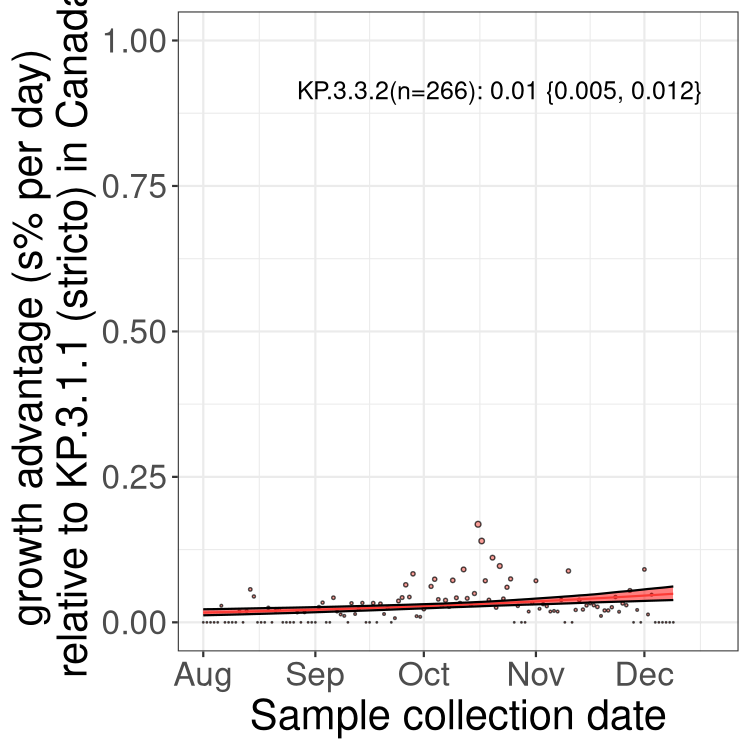 growth advantage (s% per day)
relative to KP.3.1.1 (stricto) in Canada
1.00
KP.3.3.2(n=266): 0.01 {0.005, 0.012}
0.75
0.50
0.25
0.00
Aug Sep Oct Nov Dec
Sample collection date